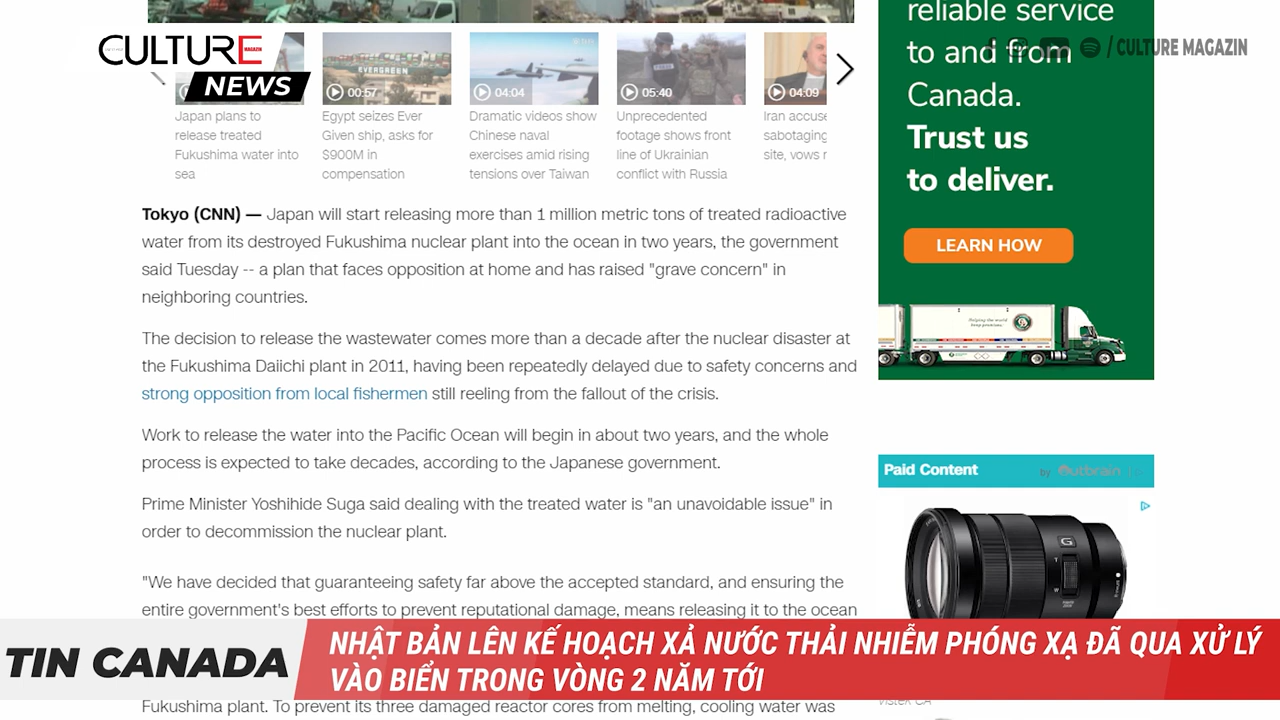 CULTURE
MAGAZIN
NEWS
/ CULTURE MAGAZIN
reliable service
to and from
Canada.
Trust us
to deliver.
LEARN HOW
EVERGREEN
00:57
04:04
PRESS
05:40
04:09
Japan plans to
release treated
Fukushima water into
sea
Egypt seizes Ever
Given ship, asks for
$900M in
compensation
Dramatic videos show
Chinese naval
exercises amid rising
tensions over Taiwan
Unprecedented
footage shows front
line of Ukrainian
conflict with Russia
Iran accuse
sabotaging
site, vows r
Tokyo (CNN) — Japan will start releasing more than 1 million metric tons of treated radioactive
water from its destroyed Fukushima nuclear plant into the ocean in two years, the government
said Tuesday -- a plan that faces opposition at home and has raised "grave concern" in
neighboring countries.
The decision to release the wastewater comes more than a decade after the nuclear disaster at
the Fukushima Daiichi plant in 2011, having been repeatedly delayed due to safety concerns and
strong opposition from local fishermen still reeling from the fallout of the crisis.
Work to release the water into the Pacific Ocean will begin in about two years, and the whole
process is expected to take decades, according to the Japanese government.
Prime Minister Yoshihide Suga said dealing with the treated water is "an unavoidable issue" in
order to decommission the nuclear plant.
"We have decided that guaranteeing safety far above the accepted standard, and ensuring the
entire government's best efforts to prevent reputational damage, means releasing it to the ocean
Paid Content
by Outbrain
G
TIN CANADA
NHẬT BẢN LÊN KẾ HOẠCH XẢ NƯỚC THẢI NHIỄM PHÓNG XẠ ĐÃ QUA XỬ LÝ
VÀO BIỂN TRONG VÒNG 2 NĂM TỚI
Fukushima plant. To prevent its three damaged reactor cores from melting, cooling water was